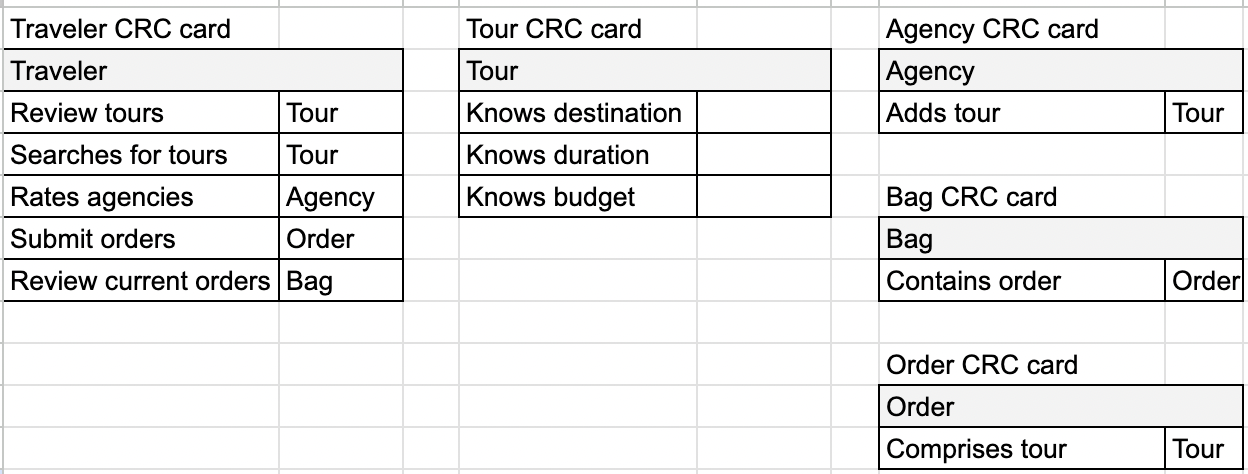 Traveler CRC card
Traveler
Review tours Tour
Searches for tours Tour
Rates agencies Agency
Submit orders Order
Review current orders Bag
Tour CRC card
Tour
Knows destination
Knows duration
Knows budget
Agency CRC card
Agency
Adds tour Tour
Bag CRC card
Bag
Contains order Order
Order CRC card
Order
Comprises tour Tour